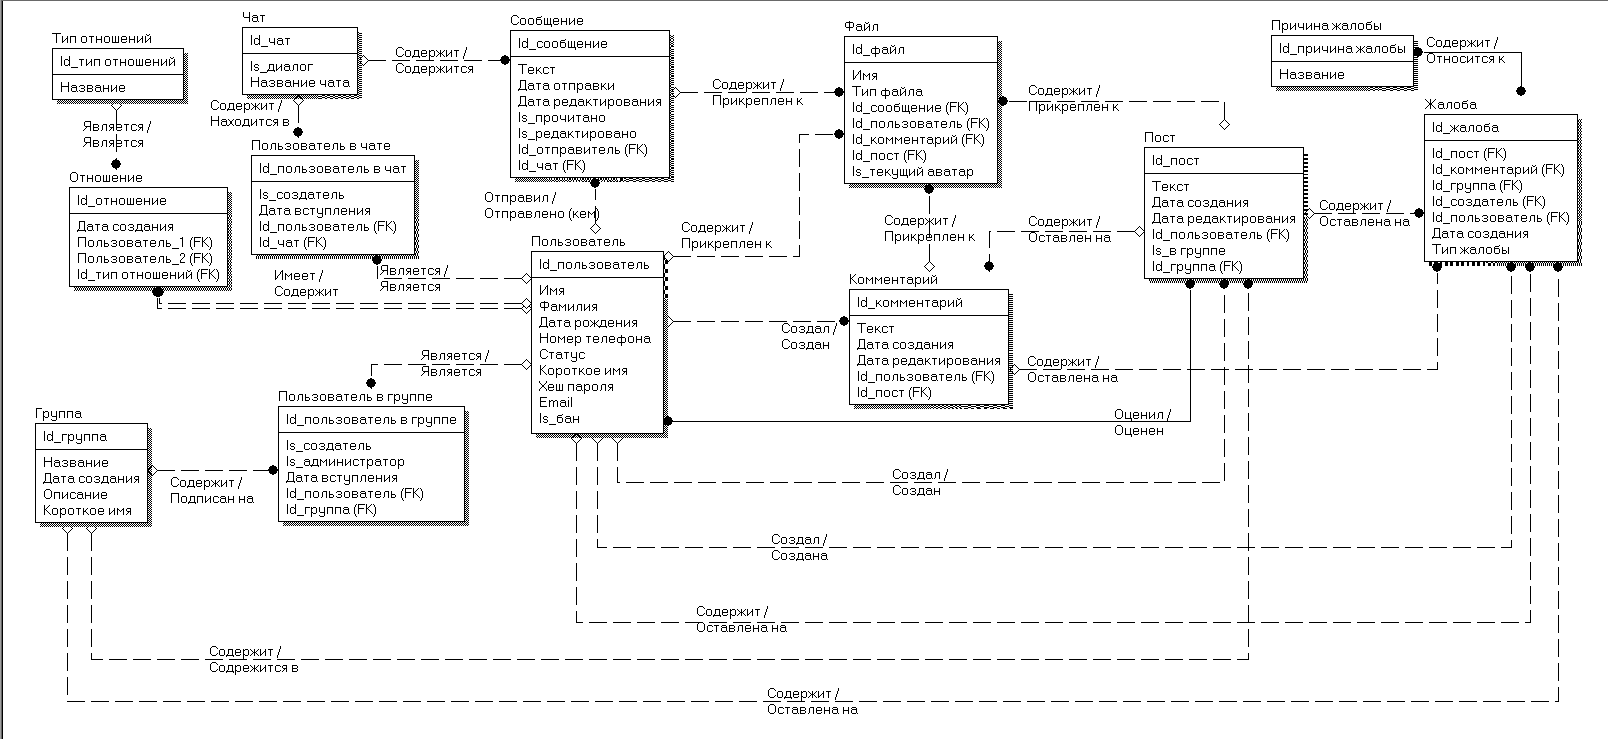 Тип отношений
Id_тип отношений
Название
Является /
Является
Отношение
Id_отношение
Дата создания
Пользователь_1 (FK)
Пользователь_2 (FK)
Id_тип отношений (FK)
Чат
Id_чат
Is_диалог
Название чата
Содержит /
Находится в
Содержит /
Содержится
Пользователь в чате
Id_пользователь в чат
Is_создатель
Дата вступления
Id_пользователь (FK)
Id_чат (FK)
Имеет /
Содержит
Является /
Является
Сообщение
Id_сообщение
Текст
Дата отправки
Дата редактирования
Is_прочитано
Is_редактировано
Id_отправитель (FK)
Id_чат (FK)
Отправил /
Отправлено (кем)
Содержит /
Прикреплен к
Содержит /
Прикреплен к
Пользователь
Id_пользователь
Имя
Фамилия
Дата рождения
Номер телефона
Статус
Короткое имя
Хеш пароля
Email
Is_бан
Является /
Является
Пользователь в группе
Id_пользователь в группе
Is_создатель
Is_администратор
Дата вступления
Id_пользователь (FK)
Id_группа (FK)
Группа
Id_группа
Название
Дата создания
Описание
Короткое имя
Содержит /
Подписан на
Файл
Id_файл
Имя
Тип файла
Id_сообщение (FK)
Id_пользователь (FK)
Id_комментарий (FK)
Id_пост (FK)
Is_текущий аватар
Содержит /
Прикреплен к
Содержит /
Прикреплен к
Содержит /
Оставлен на
Комментарий
Id_комментарий
Текст
Дата создания
Дата редактирования
Id_пользователь (FK)
Id_пост (FK)
Создал /
Создан
Содержит /
Оставлена на
Пост
Id_пост
Текст
Дата создания
Дата редактирования
Id_пользователь (FK)
Is_в группе
Id_группа (FK)
Содержит /
Оставлена на
Причина жалобы
Id_причина жалобы
Название
Содержит /
Относится к
Жалоба
Id_жалоба
Id_пост (FK)
Id_комментарий (FK)
Id_группа (FK)
Id_создатель (FK)
Id_пользователь (FK)
Дата создания
Тип жалобы
Оценил /
Оценен
Создал /
Создан
Создал /
Создана
Содержит /
Оставлена на
Содержит /
Содрежится в
Содержит /
Оставлена на